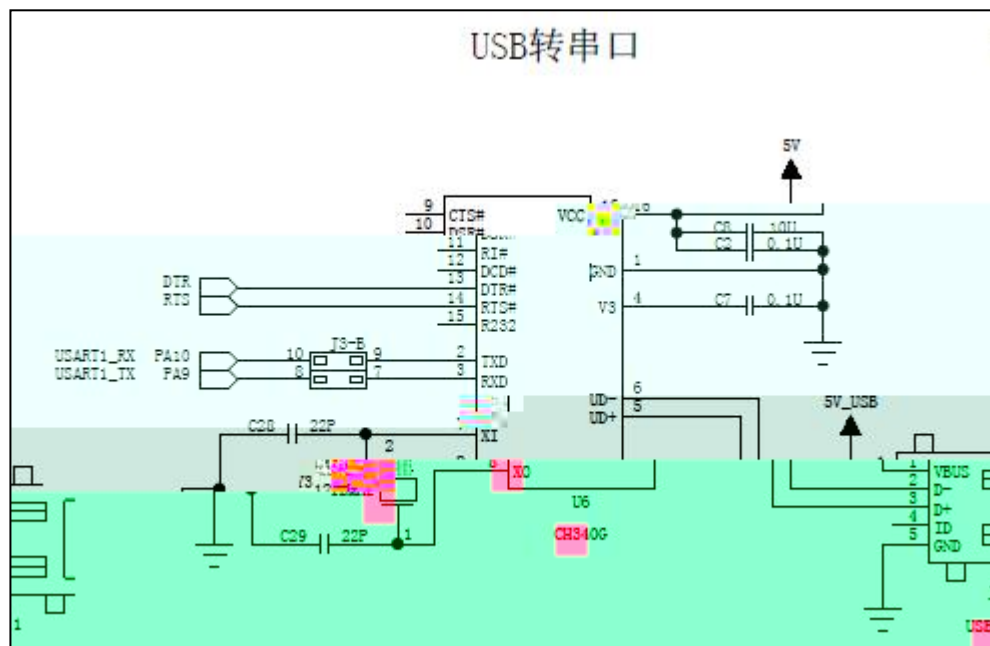 USB转串口
5V
9 CTS# VCC
10 DSR# C8 10U
11 RI# C2 0.1U
12 DCD# GND 1
DTR 13 DTR#
RTS 14 RTS# V3 4 C7 0.1U
15 R232
J3-B
USART1_RX PA10 10 9 2 TXD
USART1_TX PA9 8 7 3 RXD
UD- 6
UD+ 5
5V_USB
C28 22P XI
2
XO
1 VBUS
2 D-
3 D+
4 ID
5 GND
U6
CH340G
C29 22P 1
1
USB